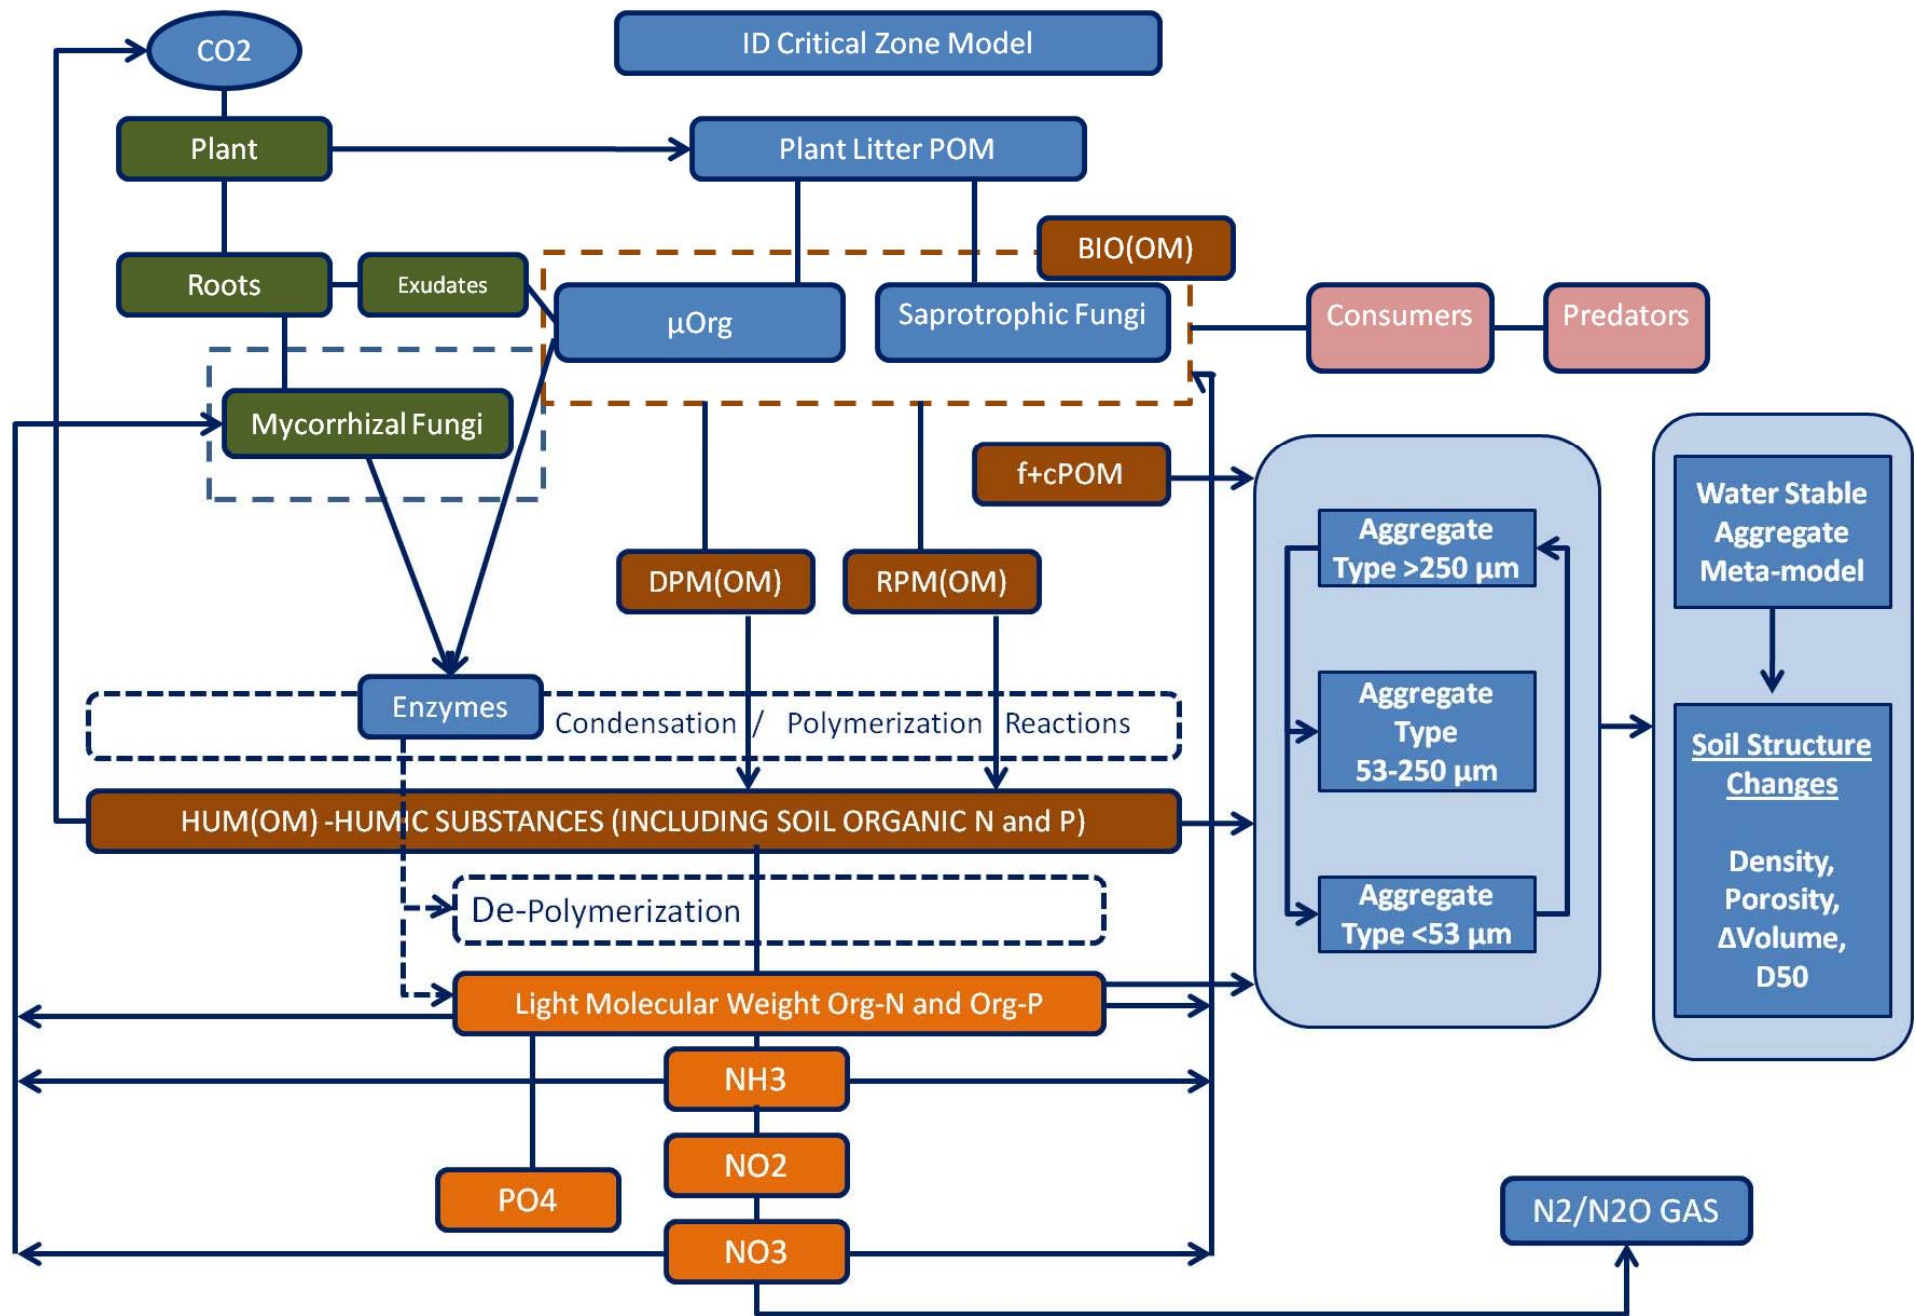 CO2
ID Critical Zone Model
Plant
Plant Litter POM
BIO(OM)
Roots
Exudates
µOrg
Saprotrophic Fungi
Consumers
Predators
Mycorrhizal Fungi
f+cPOM
Water Stable
Aggregate
Meta-model
Aggregate
Type >250 µm
DPM(OM)
RPM(OM)
Enzymes
Condensation / Polymerization Reactions
Aggregate
Type
53-250 µm
Soil Structure
Changes
Density,
Porosity,
ΔVolume,
D50
HUM(OM) -HUMIC SUBSTANCES (INCLUDING SOIL ORGANIC N and P)
De-Polymerization
Aggregate
Type <53 µm
Light Molecular Weight Org-N and Org-P
NH3
NO2
PO4
NO3
N2/N2O GAS